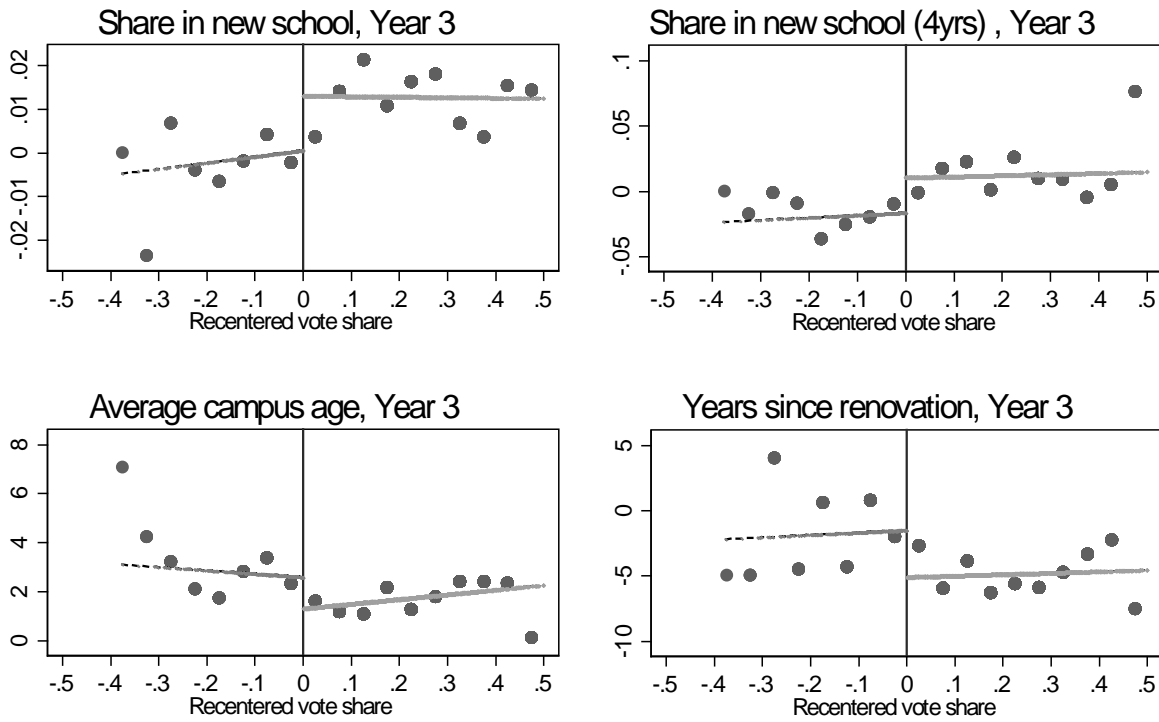 Share in new school, Year 3
.02
.01
0
-.01
-.02
-.5 -.4 -.3 -.2 -.1 0 .1 .2 .3 .4 .5
Recentered vote share
Share in new school (4yrs) , Year 3
.1
.05
0
-.05
-.5 -.4 -.3 -.2 -.1 0 .1 .2 .3 .4 .5
Recentered vote share
Average campus age, Year 3
8
6
4
2
0
-.5 -.4 -.3 -.2 -.1 0 .1 .2 .3 .4 .5
Recentered vote share
Years since renovation, Year 3
5
0
-5
-10
-.5 -.4 -.3 -.2 -.1 0 .1 .2 .3 .4 .5
Recentered vote share